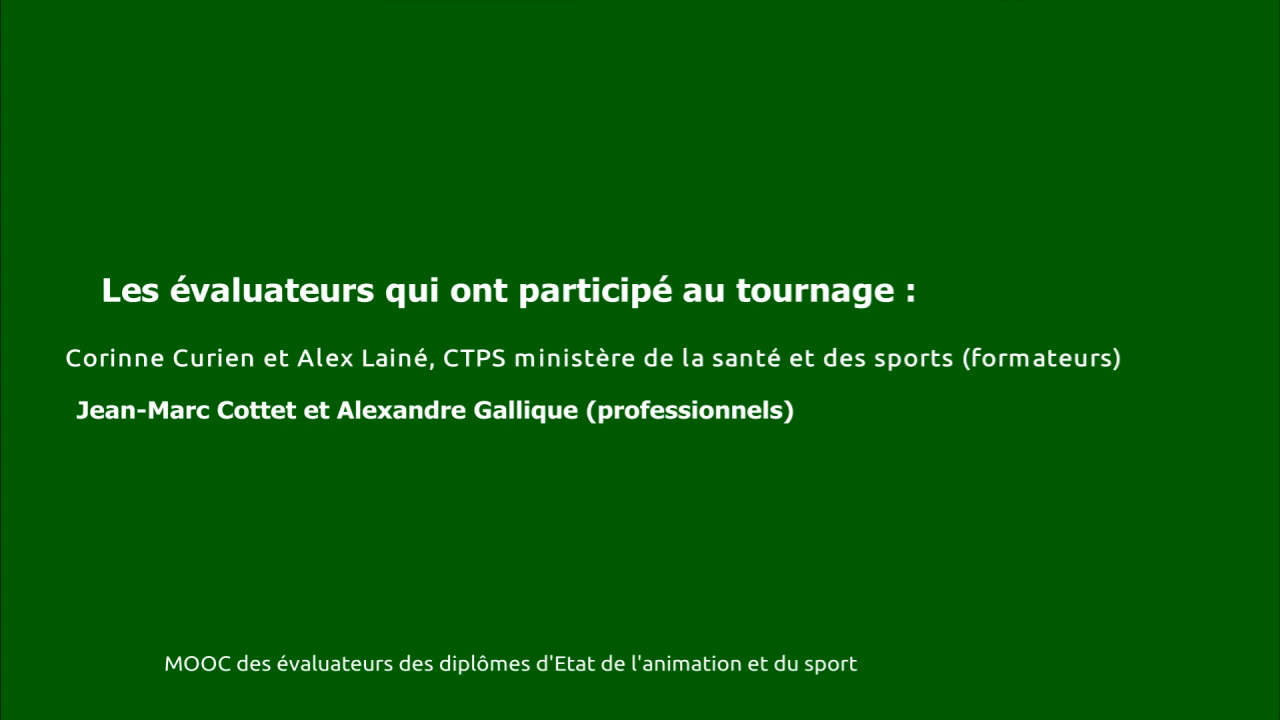 Les évaluateurs qui ont participé au tournage :
Corinne Curien et Alex Lainé, CTPS ministère de la santé et des sports (formateurs)
Jean-Marc Cottet et Alexandre Gallique (professionnels)
MOOC des évaluateurs des diplômes d'Etat de l'animation et du sport